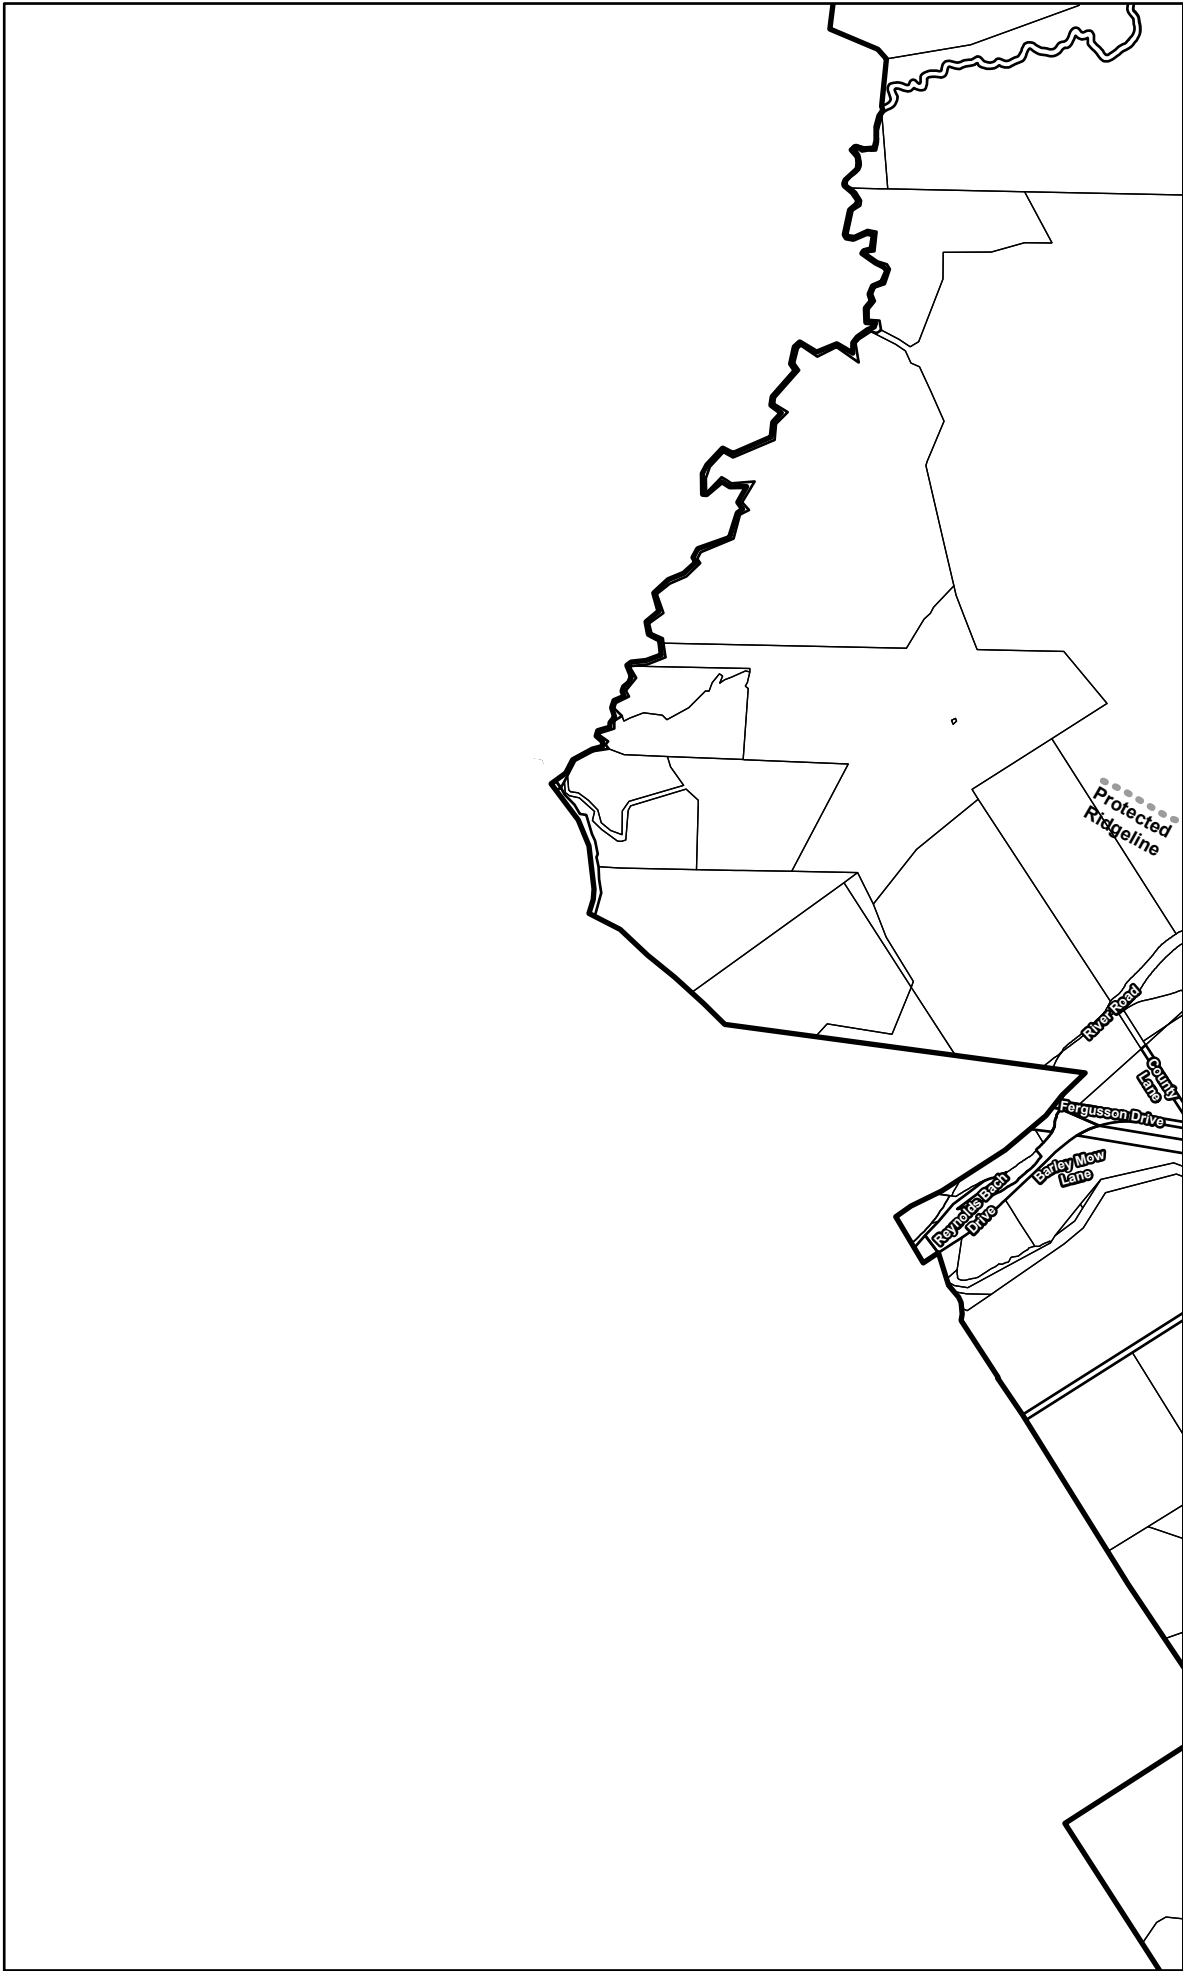 Protected
Ridgeline
River Road
County
Lane
Fergusson Drive
Barley Mow
Lane
Reynolds Bach
Drive